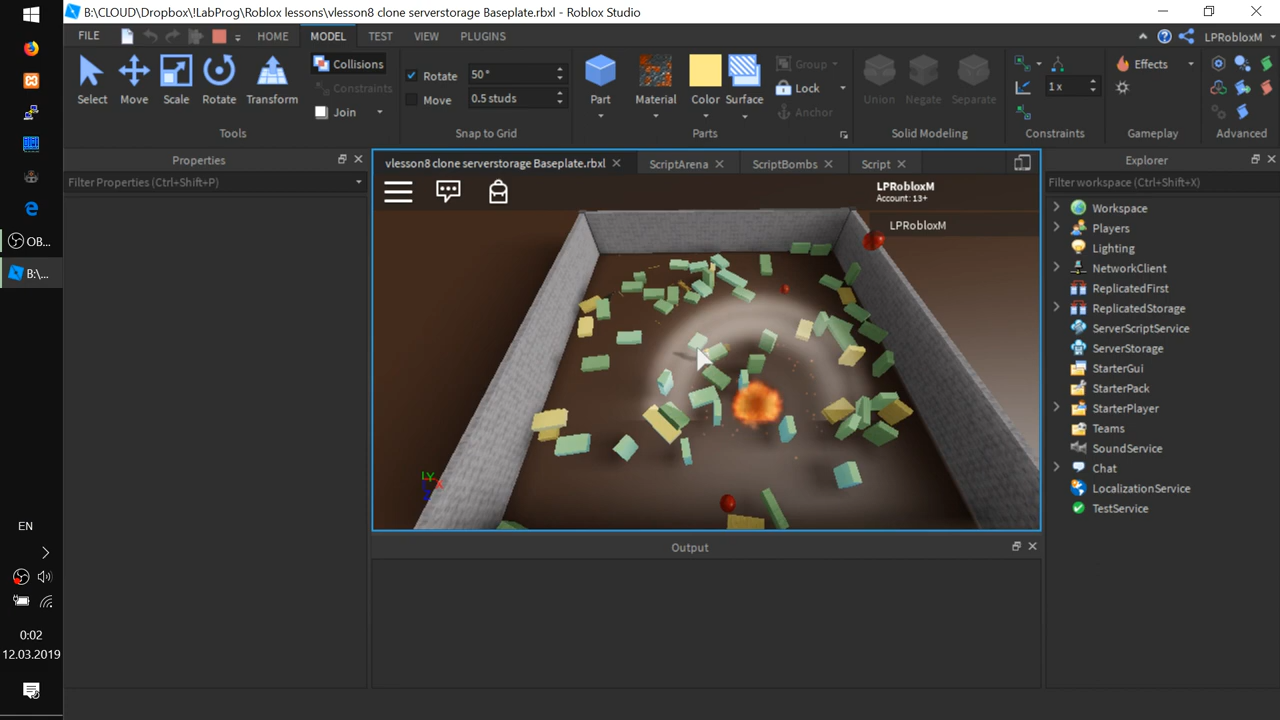 B:\CLOUD\Dropbox\!LabProg\Roblox lessons\vlesson8 clone serverstorage Baseplate.rbxl - Roblox Studio
FILE HOME MODEL TEST VIEW PLUGINS LPRobloxM
Select Move Scale Rotate Transform
Collisions
Constraints
Join
Tools
Rotate 50°
Move 0.5 studs
Snap to Grid
Part Material Color Surface
Group
Lock
Anchor
Parts
Union Negate Separate
Solid Modeling
1 x
Constraints
Effects
Gameplay
Advanced
Properties
Filter Properties (Ctrl+Shift+P)
vlesson8 clone serverstorage Baseplate.rbxl ScriptArena ScriptBombs Script
LPRobloxM
Account: 13+
LPRobloxM
Y
X
Z
Output
Explorer
Filter workspace (Ctrl+Shift+X)
Workspace
Players
Lighting
NetworkClient
ReplicatedFirst
ReplicatedStorage
ServerScriptService
ServerStorage
StarterGui
StarterPack
StarterPlayer
Teams
SoundService
Chat
LocalizationService
TestService
OB...
B:\...
EN
0:02
12.03.2019